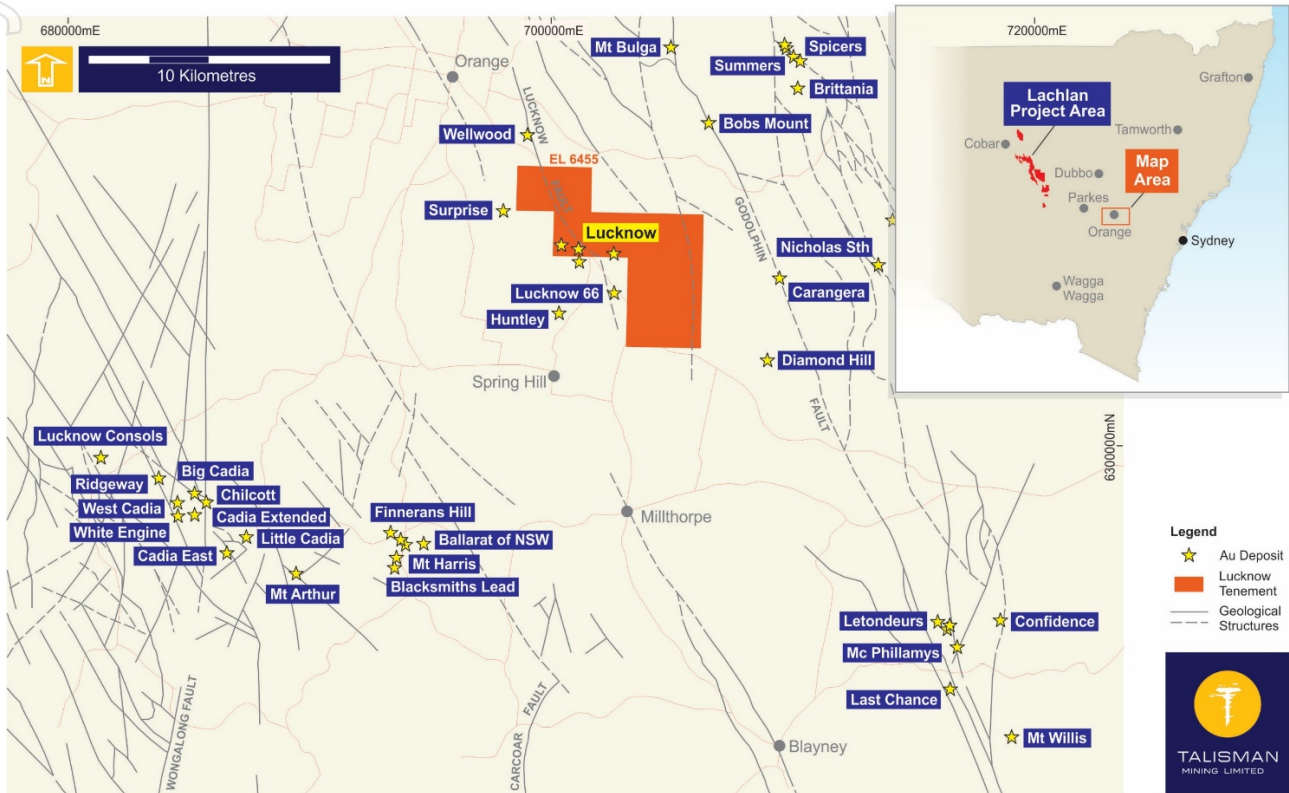 680000mE
700000mE
720000mE
N
10 Kilometres
Orange
Mt Bulga
Spicers
Summers
Brittania
LUCKNOW
Wellwood
Bobs Mount
EL 6455
FAULT
Surprise
Lucknow
GODOLPHIN
Nicholas Sth
Lucknow 66
Carangera
Huntley
Diamond Hill
Spring Hill
FAULT
6300000mN
Lucknow Consols
Ridgeway
Big Cadia
West Cadia
Chilcott
White Engine
Cadia Extended
Cadia East
Little Cadia
Mt Arthur
Finnerans Hill
Ballarat of NSW
Mt Harris
Blacksmiths Lead
Millthorpe
Letondeurs
Confidence
Mc Phillamys
Last Chance
Mt Willis
Blayney
WONGALONG FAULT
CARCOAR
FAULT
Grafton
Lachlan
Project Area
Tamworth
Cobar
Map
Area
Dubbo
Parkes
Orange
Sydney
Wagga
Wagga
Legend
Au Deposit
Lucknow
Tenement
Geological
Structures
TALISMAN
MINING LIMITED